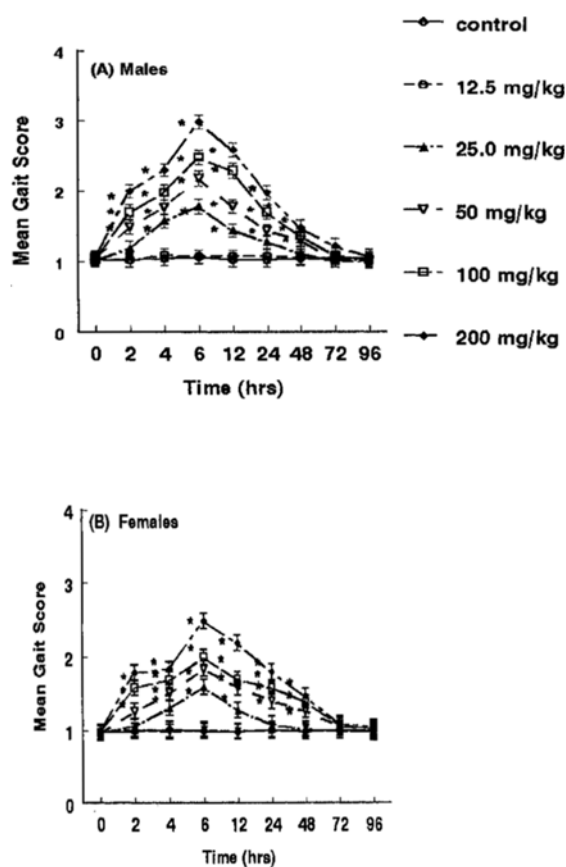 (A) Males
4
3
2
1
0
Mean Gait Score
0 2 4 6 12 24 48 72 96
Time (hrs)
control
12.5 mg/kg
25.0 mg/kg
50 mg/kg
100 mg/kg
200 mg/kg
(B) Females
4
3
2
1
0
Mean Gait Score
0 2 4 6 12 24 48 72 96
Time (hrs)